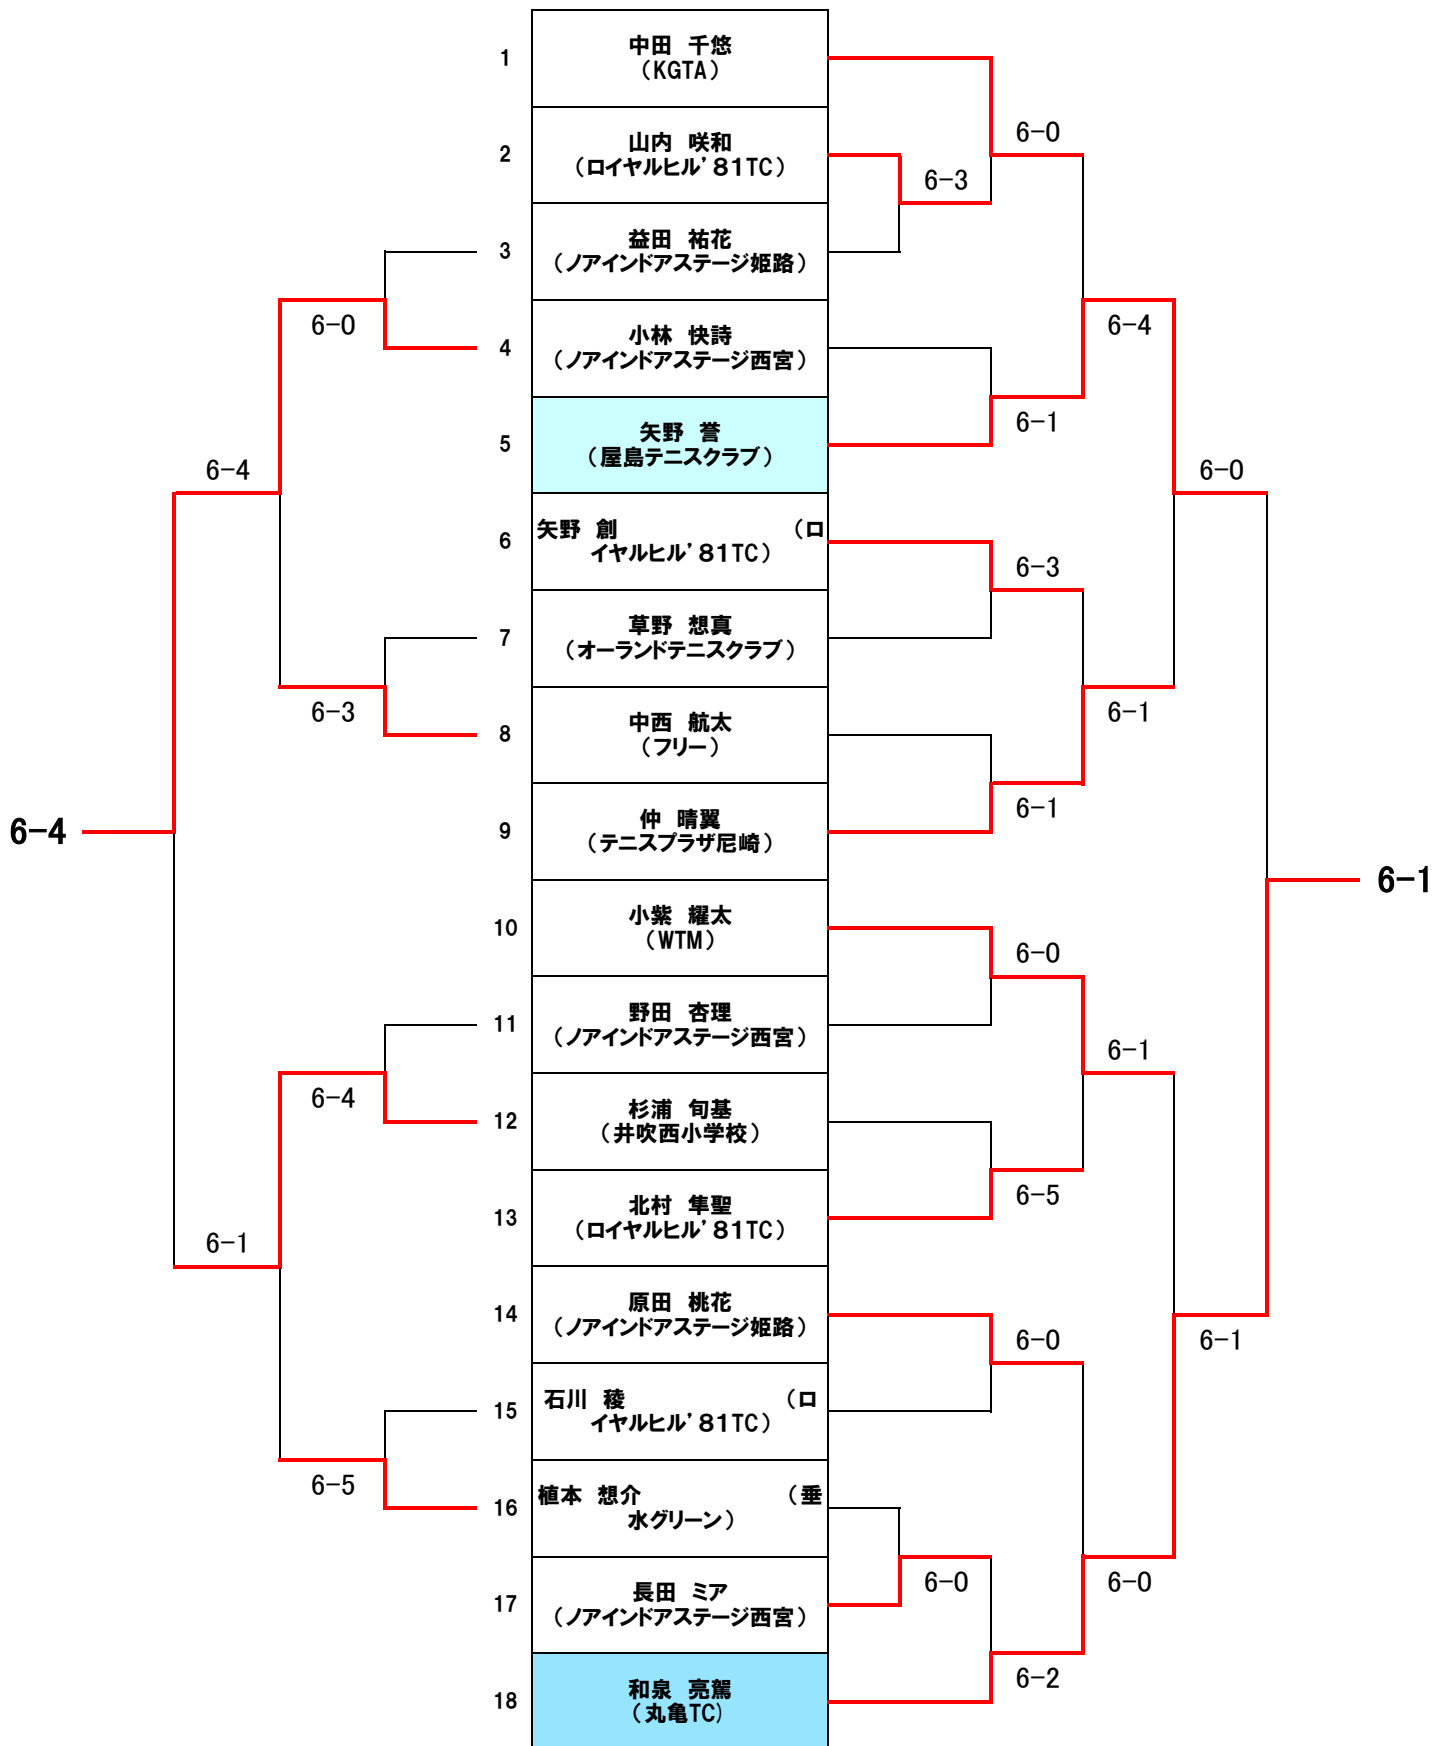 1
中田 千悠
（KGTA）
6-0
2
山内 咲和
（ロイヤルヒル’81TC）
6-3
3
益田 祐花
（ノアインドアステージ姫路）
6-0
6-4
4
小林 快詩
（ノアインドアステージ西宮）
6-1
5
矢野 誉
（屋島テニスクラブ）
6-4
6-0
6
矢野 創 （ロ
イヤルヒル’81TC）
6-3
7
草野 想真
（オーランドテニスクラブ）
6-3
6-1
8
中西 航太
（フリー）
6-1
9
仲 晴翼
（テニスプラザ尼崎）
6-4
6-1
10
小紫 耀太
（WTM）
6-0
11
野田 杏理
（ノアインドアステージ西宮）
6-1
6-4
12
杉浦 旬基
（井吹西小学校）
6-5
13
北村 隼聖
（ロイヤルヒル’81TC）
6-1
14
原田 桃花
（ノアインドアステージ姫路）
6-0
6-1
15
石川 稜 （ロ
イヤルヒル’81TC）
6-5
16
植本 想介 （垂
水グリーン）
6-0
6-0
17
長田 ミア
（ノアインドアステージ西宮）
6-2
18
和泉 亮駕
（丸亀TC）